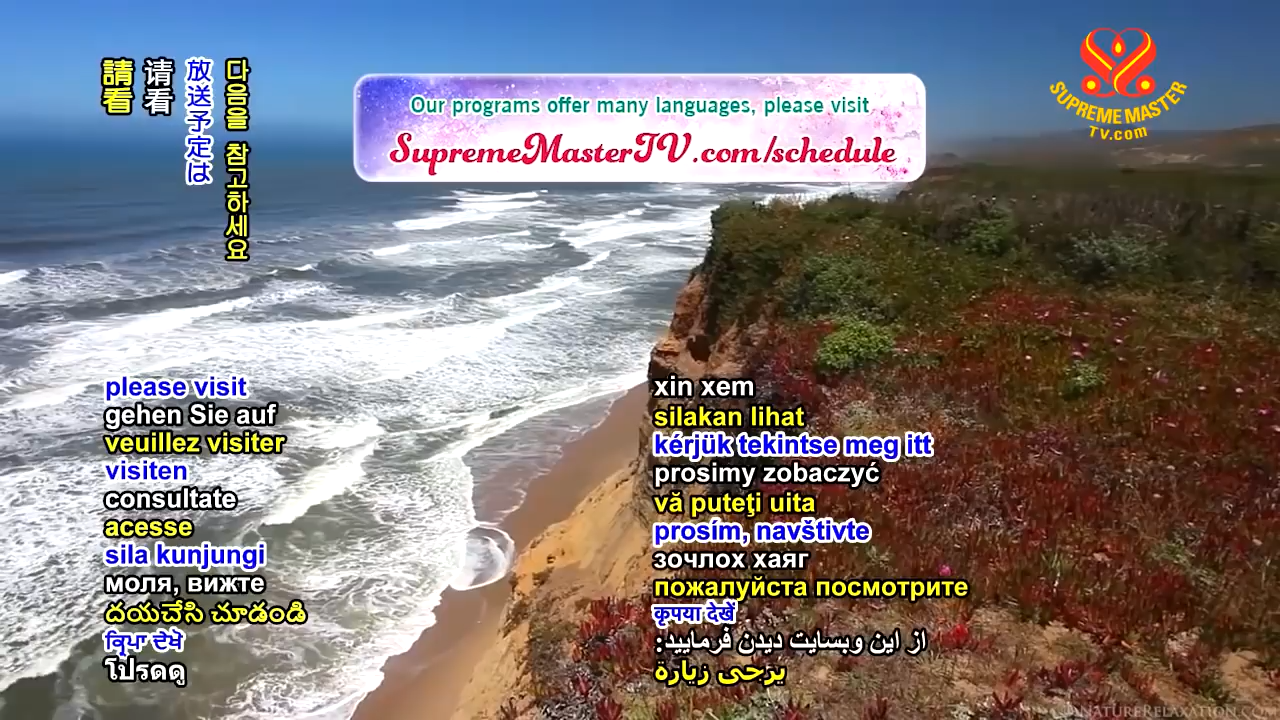 請看
请看
放送予定は
다음을 참고하세요
Our programs offer many languages, please visit
SupremeMasterTV.com/schedule
SUPREME MASTER
TV.com
please visit
gehen Sie auf
veuillez visiter
visiten
consultate
acesse
sila kunjungi
моля, вижте
దయచేసి చూడండి
ਕ੍ਰਿਪਾ ਦੇਖੋ
โปรดดู
xin xem
silakan lihat
kérjük tekintse meg itt
prosimy zobaczyć
vă puteţi uita
prosím, navštivte
зочлох хаяг
пожалуйста посмотрите
कृपया देखें
از این وبسایت دیدن فرمایید:
يرجى زيارة
NATURERELAXATION.COM